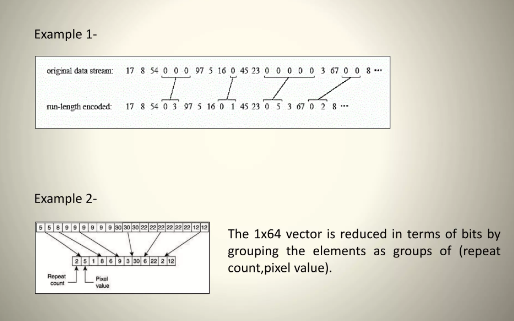 Example 1-
original data stream: 17 8 54 0 0 0 97 5 16 0 45 23 0 0 0 0 0 3 67 0 0 8 ...
run-length encoded: 17 8 54 0 3 97 5 16 0 1 45 23 0 5 3 67 0 2 8 ...
Example 2-
5 5 8 9 9 9 9 9 9 30 30 30 22 22 22 22 22 22 12 12
2 5 1 8 6 9 3 30 6 22 2 12
Repeat count
Pixel value
The 1x64 vector is reduced in terms of bits by
grouping the elements as groups of (repeat
count,pixel value).